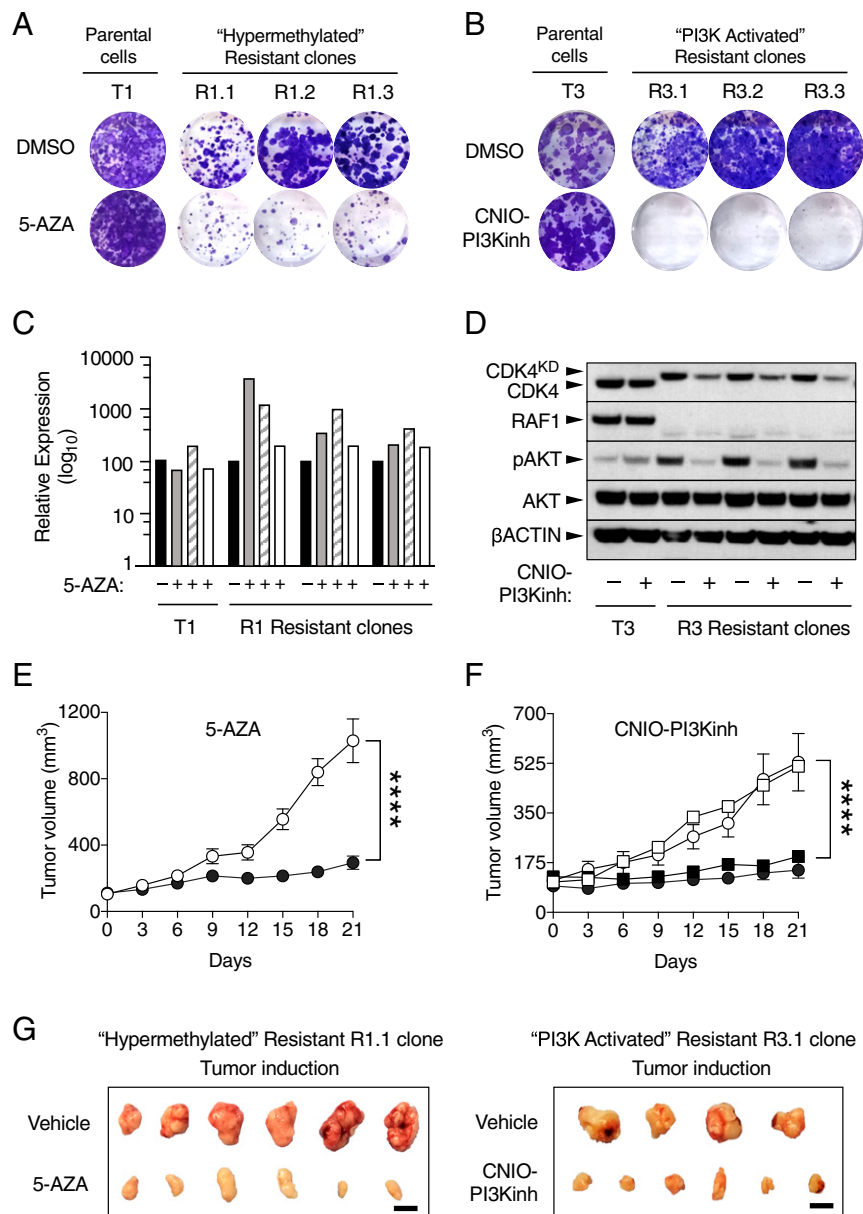 A
Parental cells
"Hypermethylated" Resistant clones
T1 R1.1 R1.2 R1.3
DMSO
5-AZA
B
Parental cells
"PI3K Activated" Resistant clones
T3 R3.1 R3.2 R3.3
DMSO
CNIO-PI3Kinh
C
Relative Expression
(log10)
10000
1000
100
10
1
5-AZA: – + + + – + + + – + + + – + + +
T1 R1 Resistant clones
D
CDK4KD
CDK4
RAF1
pAKT
AKT
βACTIN
CNIO-PI3Kinh: – + – + – + – +
T3 R3 Resistant clones
E
5-AZA
Tumor volume (mm3)
1200
800
400
0
0 3 6 9 12 15 18 21
Days
****
F
CNIO-PI3Kinh
Tumor volume (mm3)
700
525
350
175
0
0 3 6 9 12 15 18 21
Days
****
G
"Hypermethylated" Resistant R1.1 clone
Tumor induction
Vehicle
5-AZA
"PI3K Activated" Resistant R3.1 clone
Tumor induction
Vehicle
CNIO-
PI3Kinh